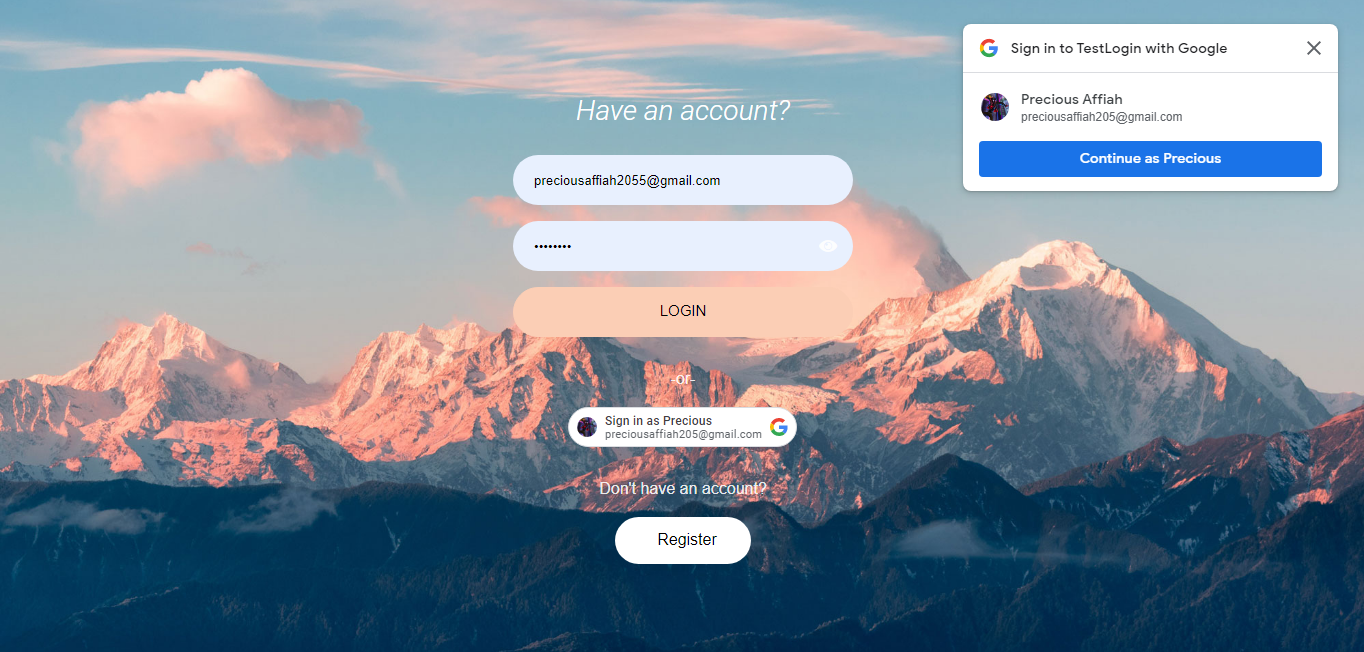 Have an account?
preciousaffiah2055@gmail.com
••••••••
LOGIN
-or-
Sign in as Precious
preciousaffiah205@gmail.com
Don't have an account?
Register
Sign in to TestLogin with Google
Precious Affiah
preciousaffiah205@gmail.com
Continue as Precious